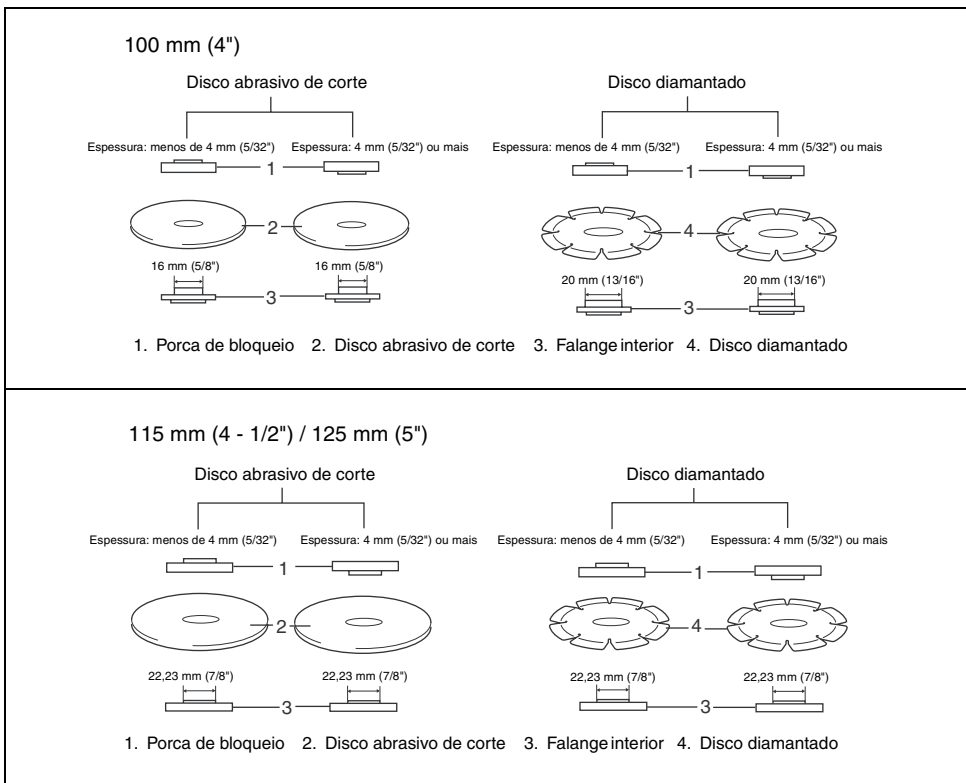 100 mm (4")
Disco abrasivo de corte Disco diamantado
Espessura: menos de 4 mm (5/32") Espessura: 4 mm (5/32") ou mais Espessura: menos de 4 mm (5/32") Espessura: 4 mm (5/32") ou mais
1 1
2 4
16 mm (5/8") 16 mm (5/8") 20 mm (13/16") 20 mm (13/16")
3 3
1. Porca de bloqueio 2. Disco abrasivo de corte 3. Falange interior 4. Disco diamantado
115 mm (4 - 1/2") / 125 mm (5")
Disco abrasivo de corte Disco diamantado
Espessura: menos de 4 mm (5/32") Espessura: 4 mm (5/32") ou mais Espessura: menos de 4 mm (5/32") Espessura: 4 mm (5/32") ou mais
1 1
2 4
22,23 mm (7/8") 22,23 mm (7/8") 22,23 mm (7/8") 22,23 mm (7/8")
3 3
1. Porca de bloqueio 2. Disco abrasivo de corte 3. Falange interior 4. Disco diamantado